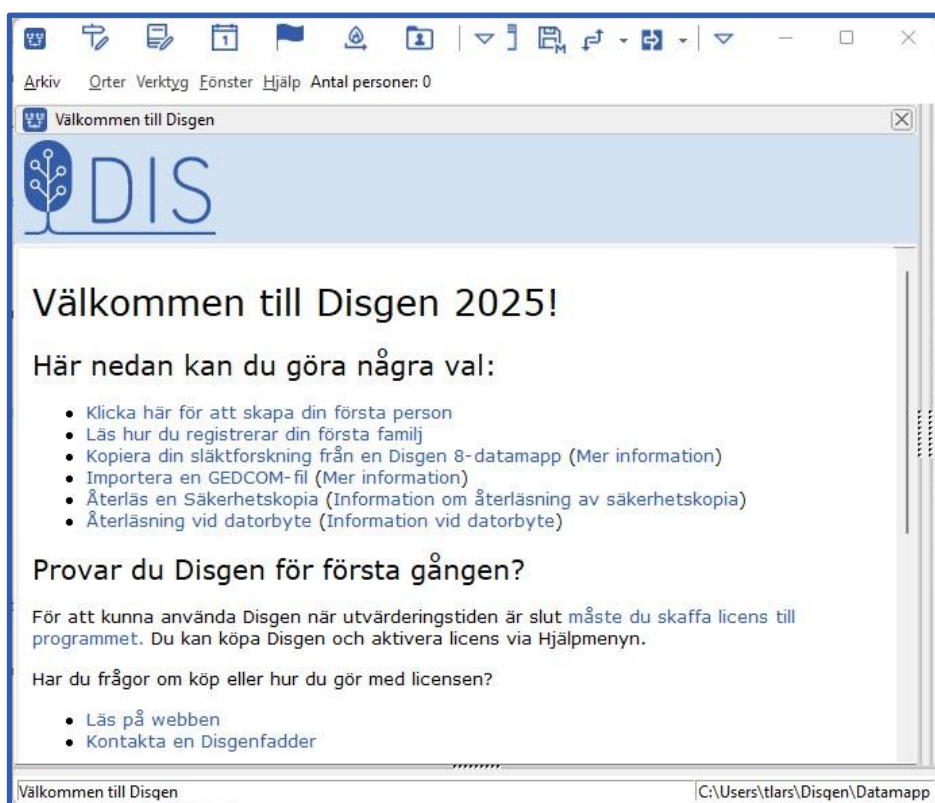 1
M
Arkiv Orter Verktyg Fönster Hjälp Antal personer: 0
Välkommen till Disgen
DIS
Välkommen till Disgen 2025!
Här nedan kan du göra några val:
Klicka här för att skapa din första person
Läs hur du registrerar din första familj
Kopiera din släktforskning från en Disgen 8-datamapp (Mer information)
Importera en GEDCOM-fil (Mer information)
Återläs en Säkerhetskopia (Information om återläsning av säkerhetskopia)
Återläsning vid datorbyte (Information vid datorbyte)
Provar du Disgen för första gången?
För att kunna använda Disgen när utvärderingstiden är slut måste du skaffa licens till
programmet. Du kan köpa Disgen och aktivera licens via Hjälpmenyn.
Har du frågor om köp eller hur du gör med licensen?
Läs på webben
Kontakta en Disgenfadder
Välkommen till Disgen C:\Users\tlars\Disgen\Datamapp